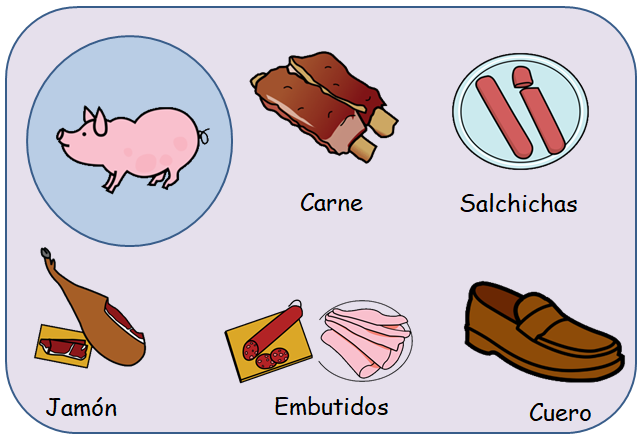 Carne
Salchichas
Jamón
Embutidos
Cuero